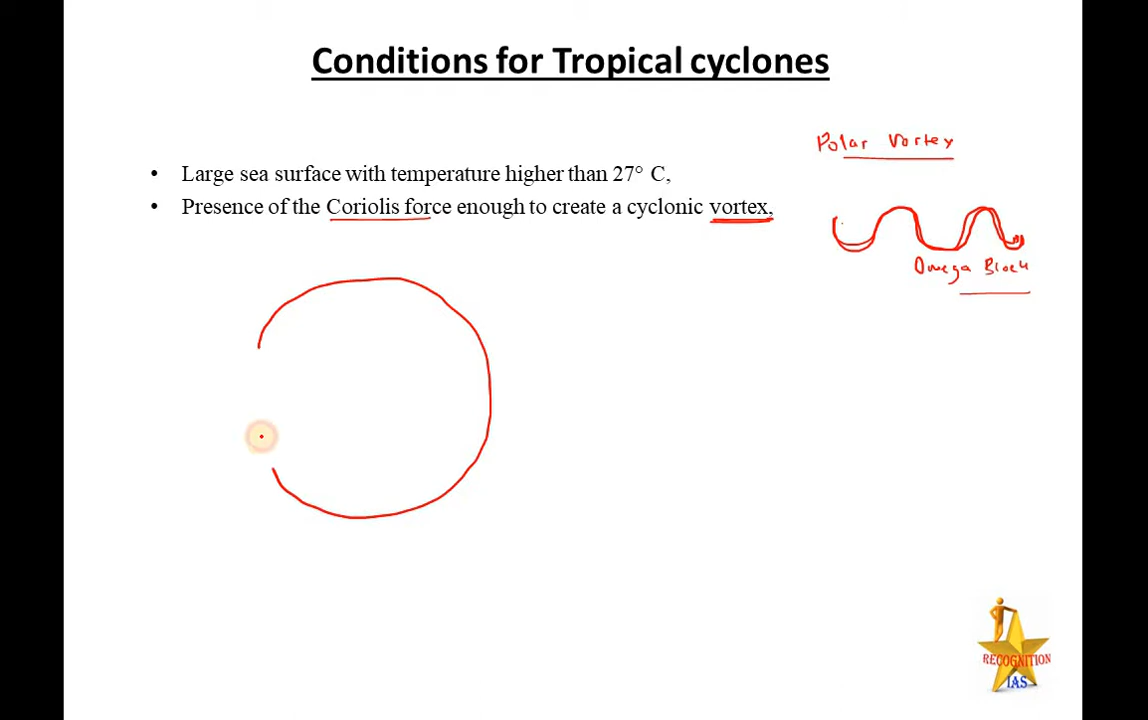 Conditions for Tropical cyclones
Polar Vortex
• Large sea surface with temperature higher than 27° C,
• Presence of the Coriolis force enough to create a cyclonic vortex,
Omega Block
RECOGNITION
IAS